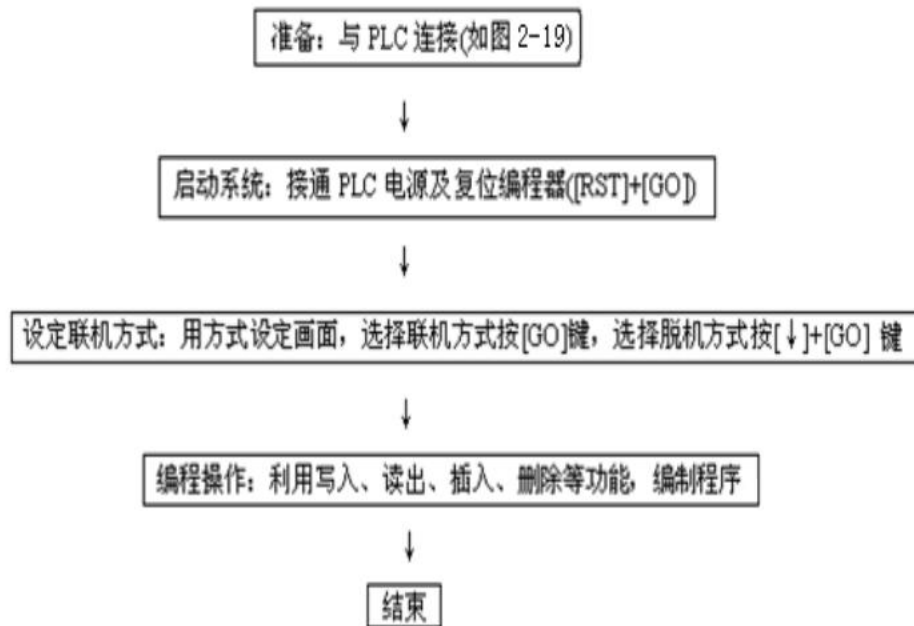 准备：与 PLC 连接(如图 2-19)
↓
启动系统：接通 PLC 电源及复位编程器([RST]+[GO])
↓
设定联机方式：用方式设定画面，选择联机方式按[GO]键，选择脱机方式按[↓]+[GO] 键
↓
编程操作：利用写入、读出、插入、删除等功能，编制程序
↓
结束